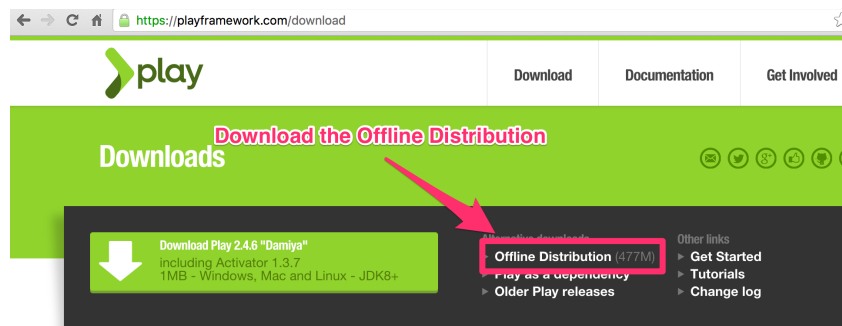 https://playframework.com/download
play
Download
Documentation
Get Involved
Download the Offline Distribution
Downloads
Download Play 2.4.6 "Damiya"
including Activator 1.3.7
1MB - Windows, Mac and Linux - JDK8+
Alternative downloads
Offline Distribution (477M)
Play as a dependency
Older Play releases
Other links
Get Started
Tutorials
Change log